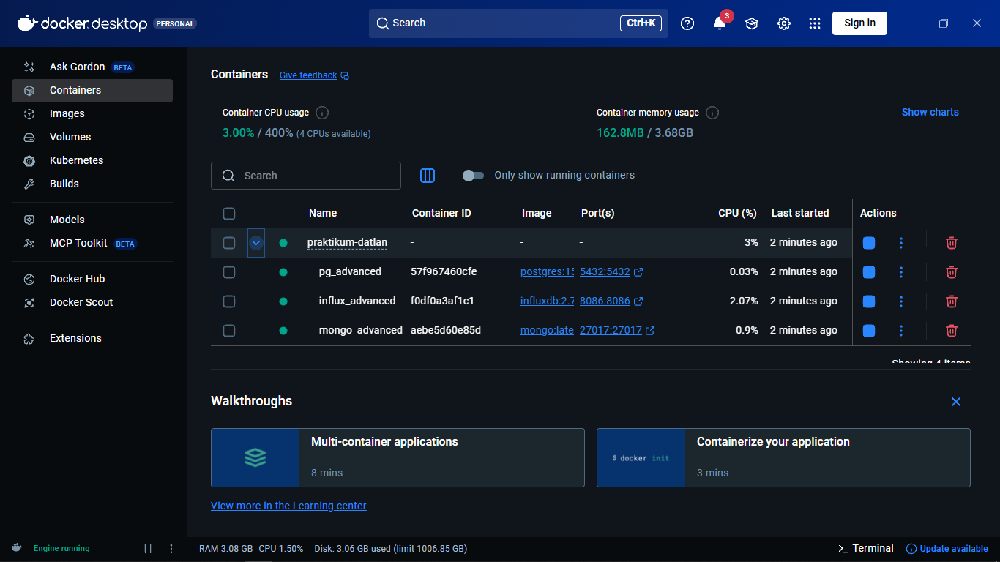 docker.desktop PERSONAL
Search Ctrl+K
3
Sign in
Ask Gordon BETA
Containers
Images
Volumes
Kubernetes
Builds
Models
MCP Toolkit BETA
Docker Hub
Docker Scout
Extensions
Containers Give feedback
Container CPU usage
3.00% / 400% (4 CPUs available)
Container memory usage
162.8MB / 3.68GB
Show charts
Search
Only show running containers
Name Container ID Image Port(s) CPU (%) Last started Actions
praktikum-datlan - - - 3% 2 minutes ago
pg_advanced 57f967460cfe postgres:15 5432:5432 0.03% 2 minutes ago
influx_advanced f0df0a3af1c1 influxdb:2.7 8086:8086 2.07% 2 minutes ago
mongo_advanced aebe5d60e85d mongo:late 27017:27017 0.9% 2 minutes ago
Showing 4 items
Walkthroughs
Multi-container applications
8 mins
$ docker init
Containerize your application
3 mins
View more in the Learning center
Engine running
RAM 3.08 GB CPU 1.50% Disk: 3.06 GB used (limit 1006.85 GB)
>_ Terminal
Update available